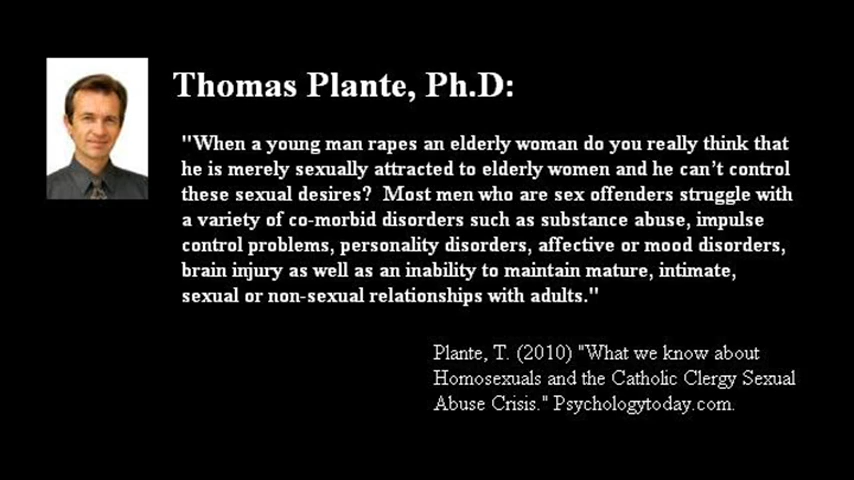 Thomas Plante, Ph.D:
"When a young man rapes an elderly woman do you really think that
he is merely sexually attracted to elderly women and he can't control
these sexual desires?  Most men who are sex offenders struggle with
a variety of co-morbid disorders such as substance abuse, impulse
control problems, personality disorders, affective or mood disorders,
brain injury as well as an inability to maintain mature, intimate,
sexual or non-sexual relationships with adults."
Plante, T. (2010) "What we know about
Homosexuals and the Catholic Clergy Sexual
Abuse Crisis." Psychologytoday.com.